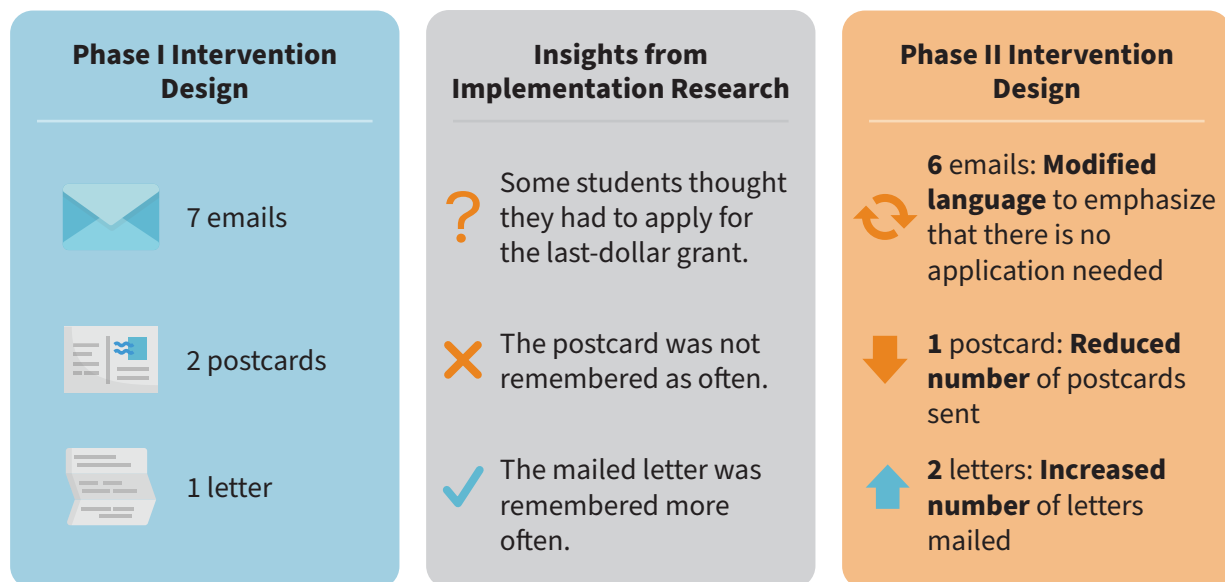 Phase I Intervention
Design
7 emails
2 postcards
1 letter
Insights from
Implementation Research
Some students thought
they had to apply for
the last-dollar grant.
The postcard was not
remembered as often.
The mailed letter was
remembered more
often.
Phase II Intervention
Design
6 emails: Modified
language to emphasize
that there is no
application needed
1 postcard: Reduced
number of postcards
sent
2 letters: Increased
number of letters
mailed